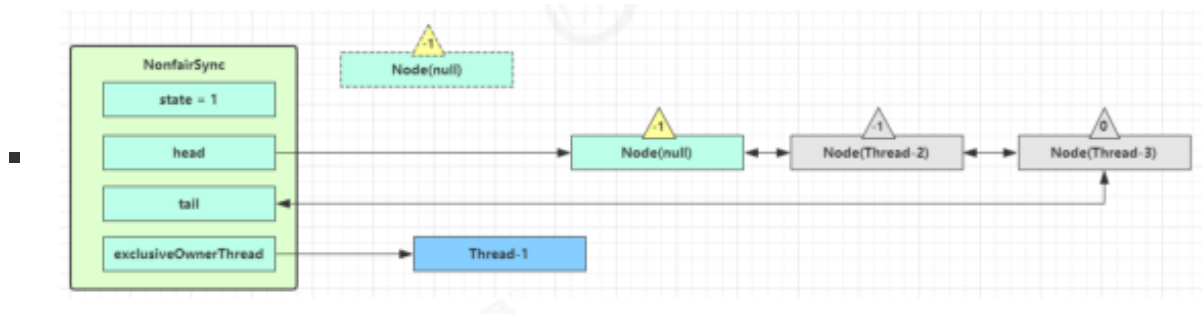 -1
Node(null)
NonfairSync
state = 1
head
-1
Node(null)
-1
Node(Thread-2)
0
Node(Thread-3)
tail
exclusiveOwnerThread
Thread-1